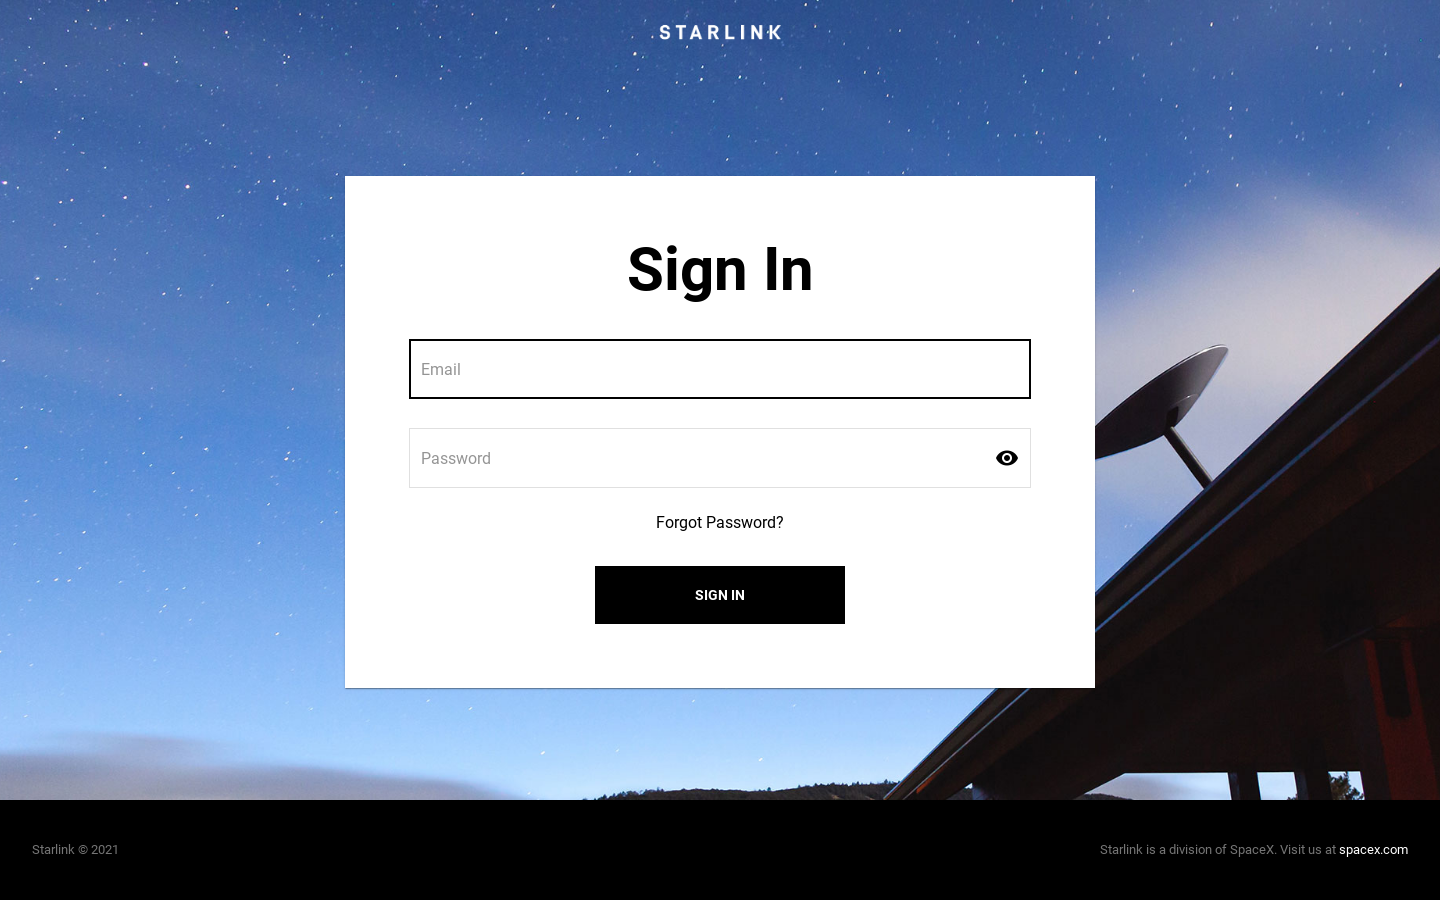 STARLINK
Sign In
Email
Password
Forgot Password?
SIGN IN
Starlink © 2021
Starlink is a division of SpaceX. Visit us at spacex.com